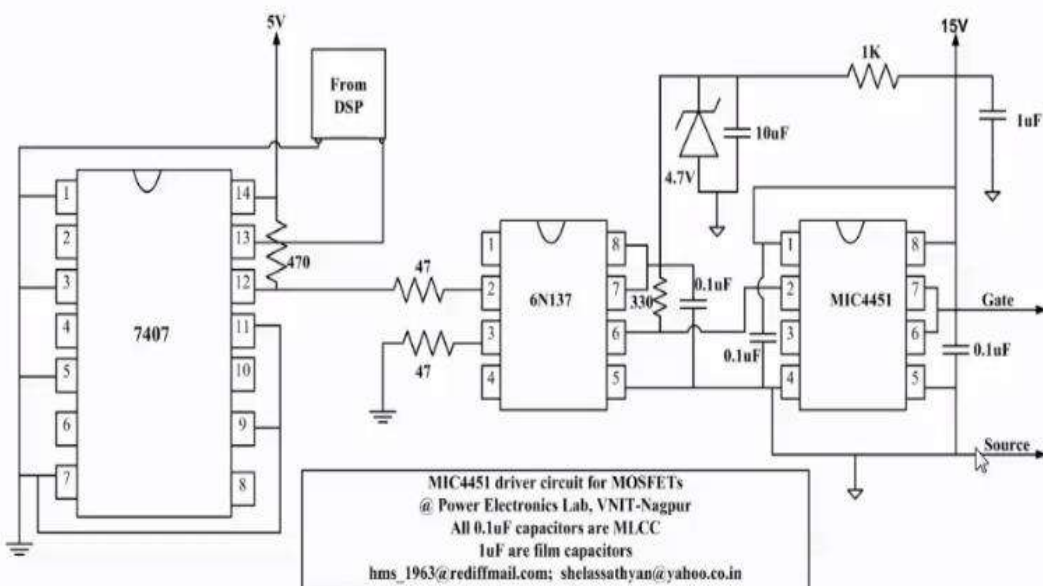 5V
From
DSP
15V
1K
10uF
1uF
4.7V
1
2
3
4
5
6
7
14
13
12
11
10
9
8
7407
470
47
47
1
2
3
4
8
7
6
5
6N137
330
0.1uF
0.1uF
1
2
3
4
8
7
6
5
MIC4451
Gate
0.1uF
Source
MIC4451 driver circuit for MOSFETs
@ Power Electronics Lab, VNIT-Nagpur
All 0.1uF capacitors are MLCC
1uF are film capacitors
hms_1963@rediffmail.com; shelassathyan@yahoo.co.in